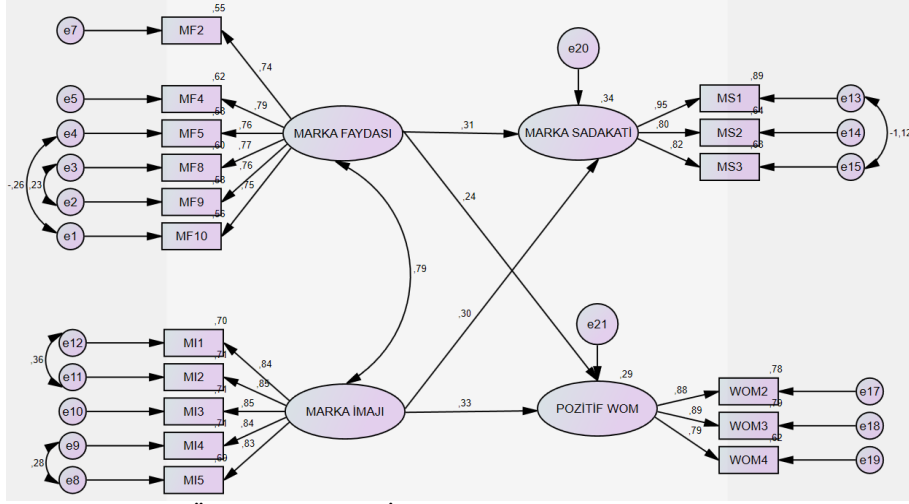 e7 MF2 ,55
,74
e5 MF4 ,62
,79
e4 MF5 ,58
,76
e3 MF8 ,60
,77
e2 MF9 ,58
,76
e1 MF10 ,56
,75
-,26 ,23
MARKA FAYDASI
,31
,24
,79
e20
,34
MARKA SADAKATİ
,95 MS1 ,89 e13
,80 MS2 ,64 e14
,82 MS3 ,68 e15
-1,12
e12 MI1 ,70
,84
e11 MI2 ,71
,85
e10 MI3 ,71
,85
e9 MI4 ,71
,84
e8 MI5 ,69
,83
,36
,28
MARKA İMAJI
,30
,33
e21
,29
POZİTİF WOM
,88 WOM2 ,78 e17
,89 WOM3 ,79 e18
,79 WOM4 ,62 e19